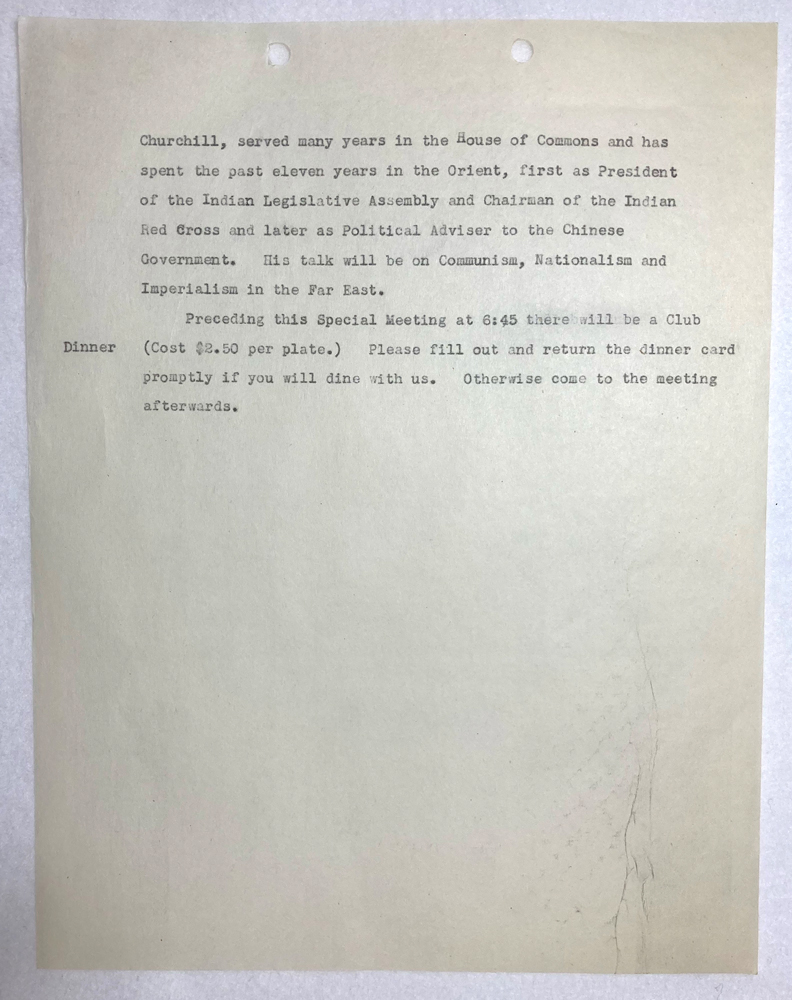 Churchill, served many years in the House of Commons and has
spent the past eleven years in the Orient, first as President
of the Indian Legislative Assembly and Chairman of the Indian
Red Cross and later as Political Adviser to the Chinese
Government. His talk will be on Communism, Nationalism and
Imperialism in the Far East.
Preceding this Special Meeting at 6:45 there will be a Club
Dinner (Cost $2.50 per plate.) Please fill out and return the dinner card
promptly if you will dine with us. Otherwise come to the meeting
afterwards.